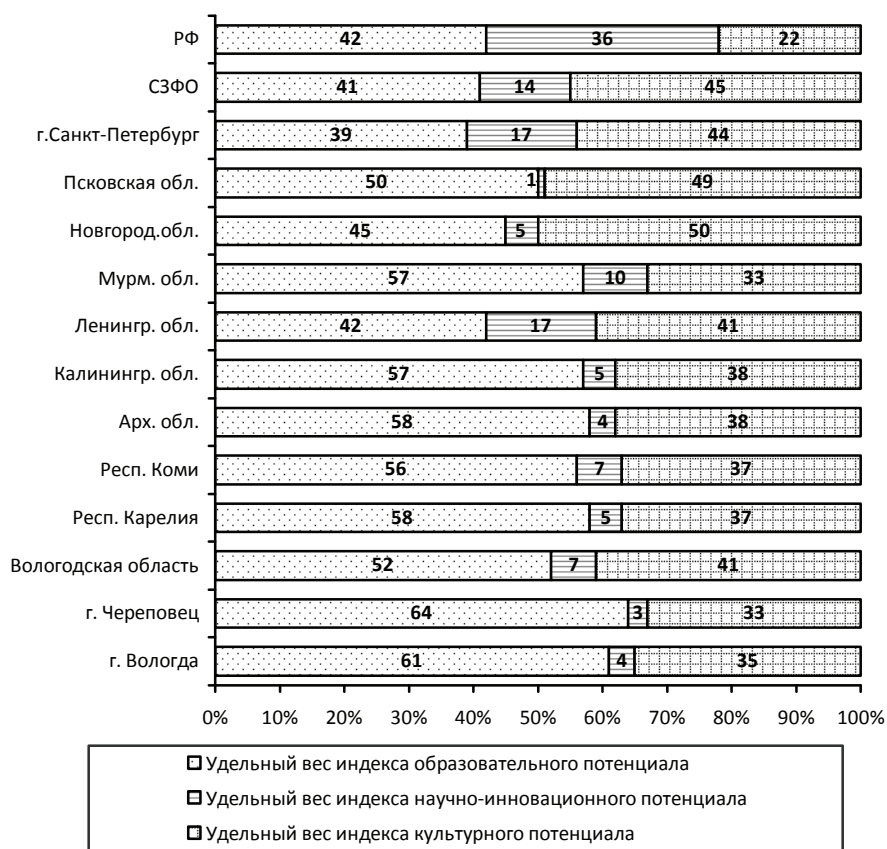 РФ 42 36 22
СЗФО 41 14 45
г.Санкт-Петербург 39 17 44
Псковская обл. 50 1 49
Новгород.обл. 45 5 50
Мурм. обл. 57 10 33
Ленингр. обл. 42 17 41
Калинингр. обл. 57 5 38
Арх. обл. 58 4 38
Респ. Коми 56 7 37
Респ. Карелия 58 5 37
Вологодская область 52 7 41
г. Череповец 64 3 33
г. Вологда 61 4 35
0% 10% 20% 30% 40% 50% 60% 70% 80% 90% 100%
Удельный вес индекса образовательного потенциала
Удельный вес индекса научно-инновационного потенциала
Удельный вес индекса культурного потенциала